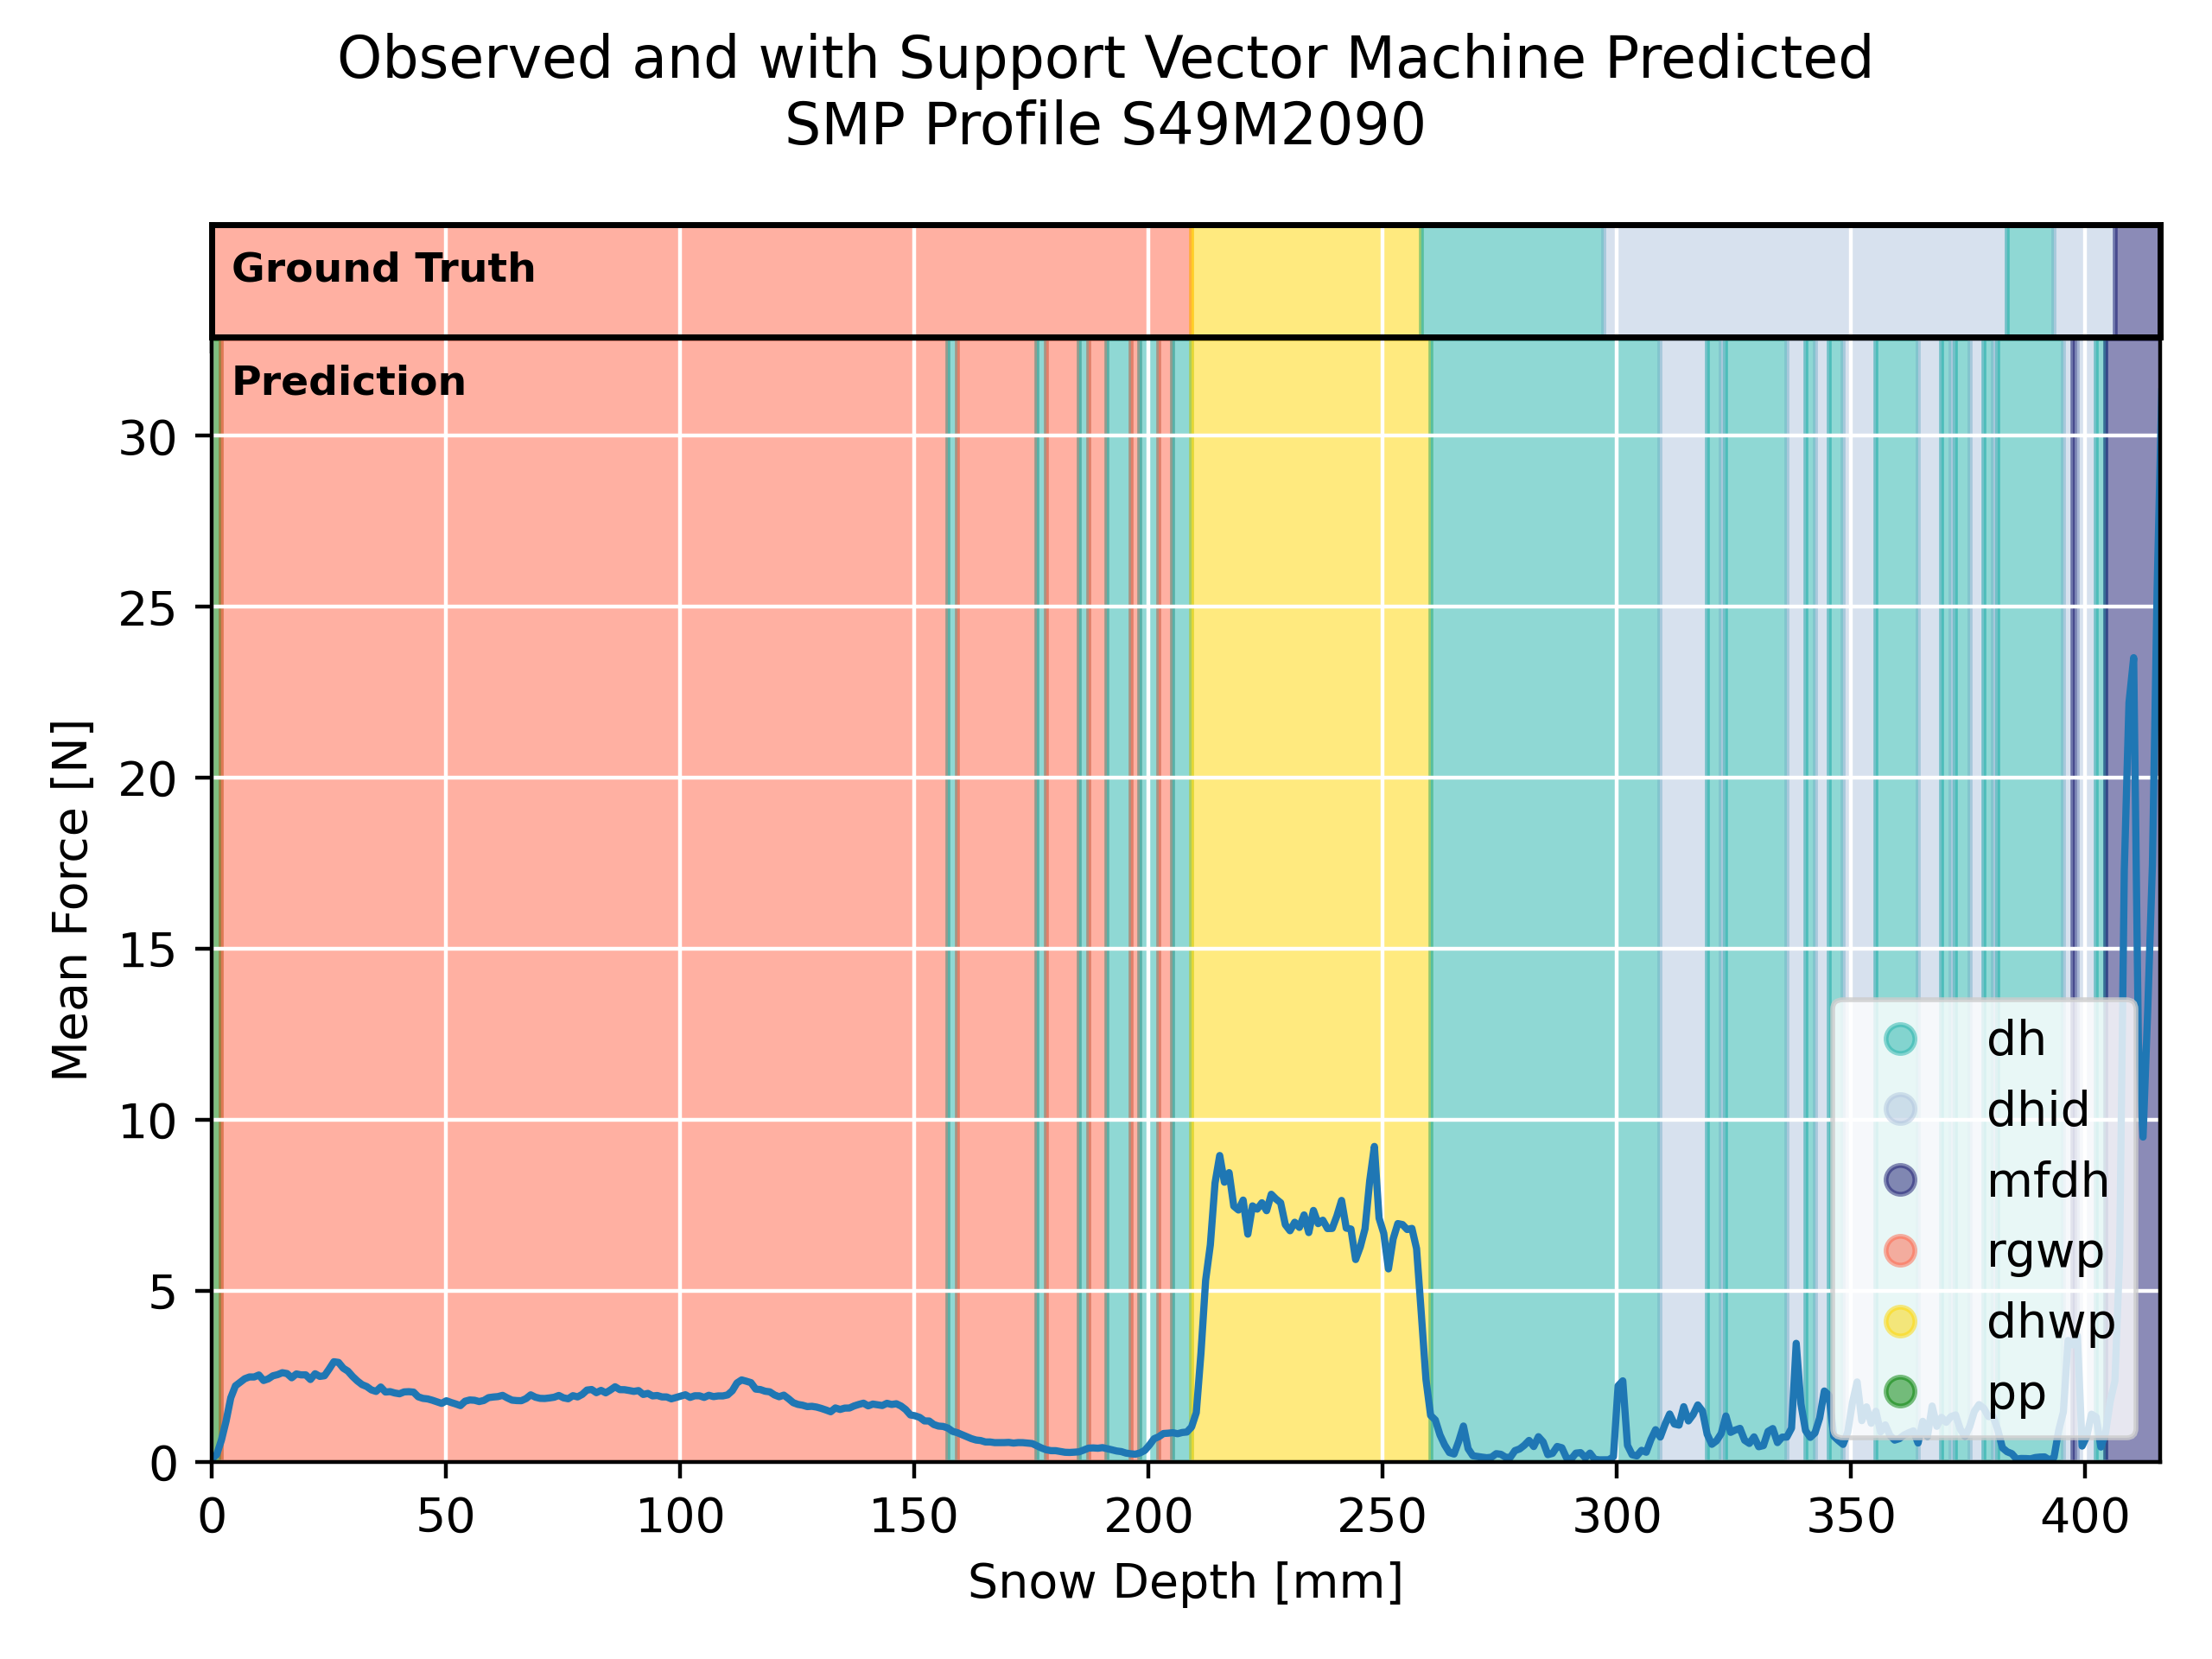 Observed and with Support Vector Machine Predicted
SMP Profile S49M2090
Ground Truth
Prediction
30
25
20
15
10
5
0
Mean Force [N]
dh
dhid
mfdh
rgwp
dhwp
pp
0 50 100 150 200 250 300 350 400
Snow Depth [mm]